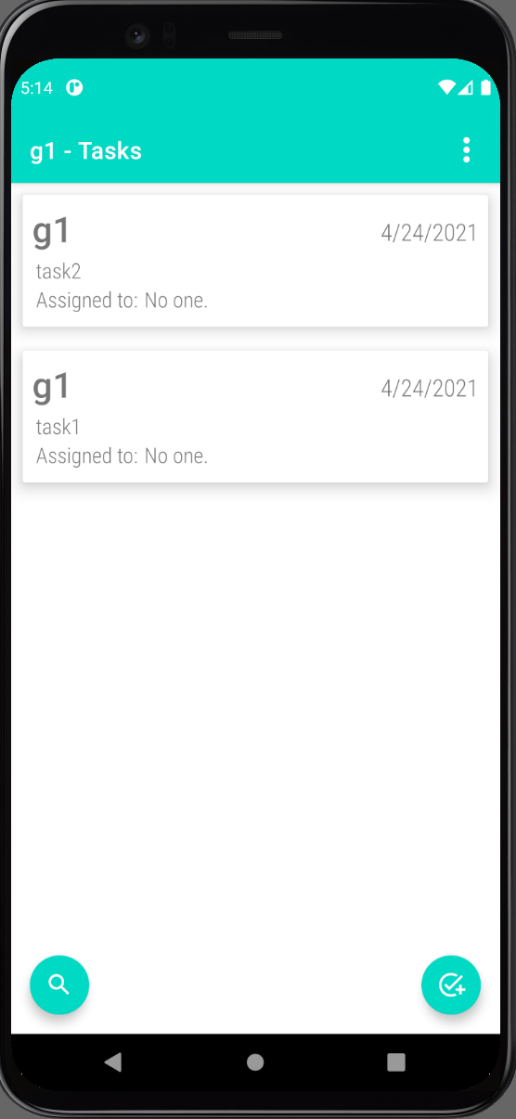 5:14
g1 - Tasks
g1
4/24/2021
task2
Assigned to: No one.
g1
4/24/2021
task1
Assigned to: No one.